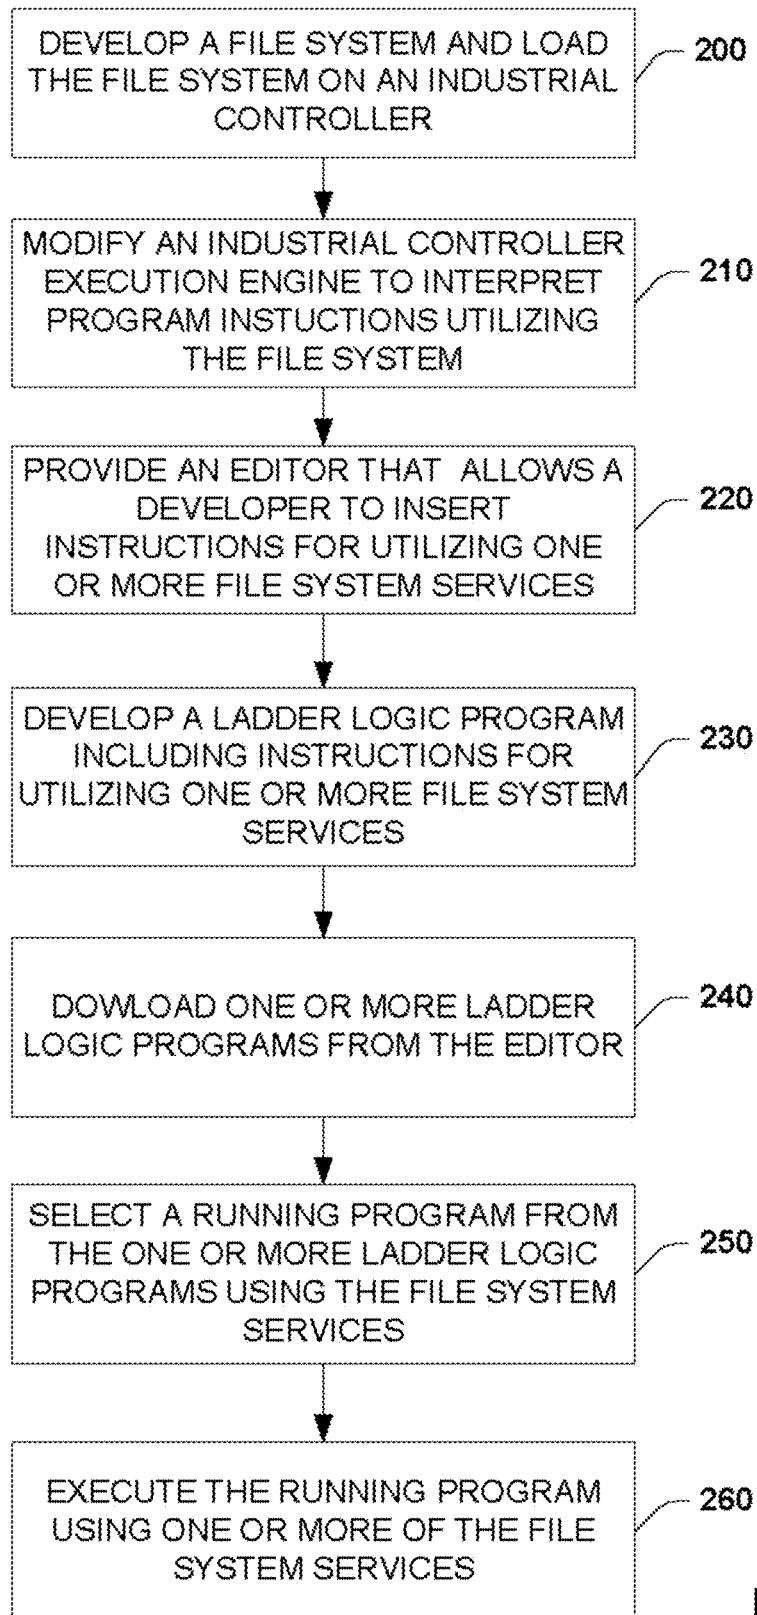 DEVELOP A FILE SYSTEM AND LOAD
THE FILE SYSTEM ON AN INDUSTRIAL
CONTROLLER
200
MODIFY AN INDUSTRIAL CONTROLLER
EXECUTION ENGINE TO INTERPRET
PROGRAM INSTUCTIONS UTILIZING
THE FILE SYSTEM
210
PROVIDE AN EDITOR THAT ALLOWS A
DEVELOPER TO INSERT
INSTRUCTIONS FOR UTILIZING ONE
OR MORE FILE SYSTEM SERVICES
220
DEVELOP A LADDER LOGIC PROGRAM
INCLUDING INSTRUCTIONS FOR
UTILIZING ONE OR MORE FILE SYSTEM
SERVICES
230
DOWLOAD ONE OR MORE LADDER
LOGIC PROGRAMS FROM THE EDITOR
240
SELECT A RUNNING PROGRAM FROM
THE ONE OR MORE LADDER LOGIC
PROGRAMS USING THE FILE SYSTEM
SERVICES
250
EXECUTE THE RUNNING PROGRAM
USING ONE OR MORE OF THE FILE
SYSTEM SERVICES
260